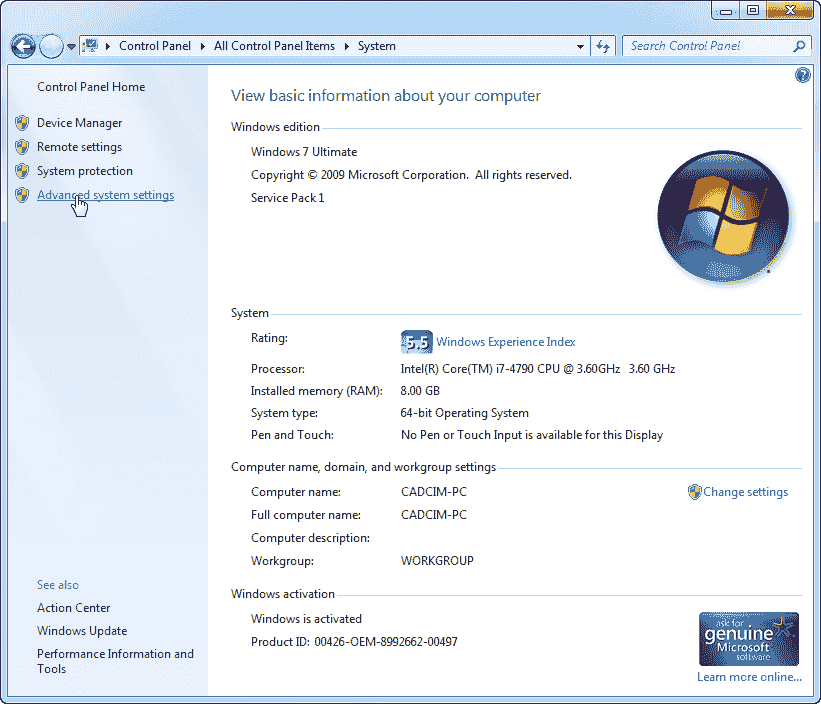 Control Panel ▸ All Control Panel Items ▸ System
Search Control Panel
Control Panel Home
Device Manager
Remote settings
System protection
Advanced system settings
View basic information about your computer
Windows edition
Windows 7 Ultimate
Copyright © 2009 Microsoft Corporation.  All rights reserved.
Service Pack 1
System
Rating:
5.5 Windows Experience Index
Processor: Intel(R) Core(TM) i7-4790 CPU @ 3.60GHz   3.60 GHz
Installed memory (RAM): 8.00 GB
System type: 64-bit Operating System
Pen and Touch: No Pen or Touch Input is available for this Display
Computer name, domain, and workgroup settings
Computer name: CADCIM-PC
Change settings
Full computer name: CADCIM-PC
Computer description:
Workgroup: WORKGROUP
Windows activation
Windows is activated
Product ID: 00426-OEM-8992662-00497
ask for
genuine
Microsoft
software
Learn more online...
See also
Action Center
Windows Update
Performance Information and
Tools